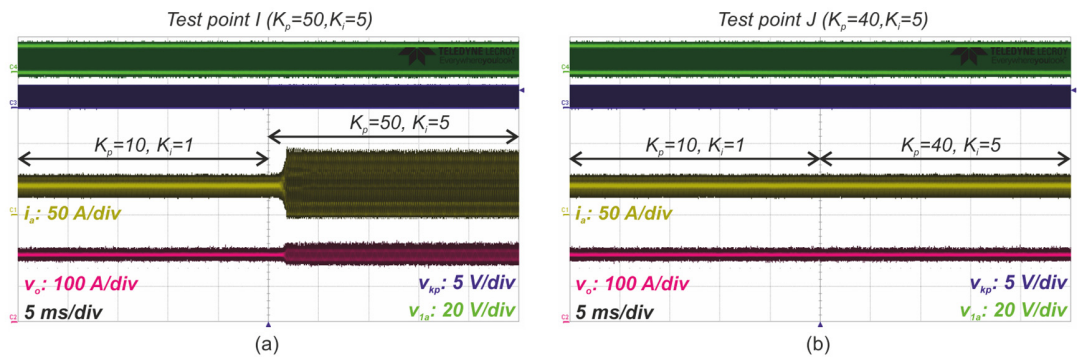 Test point I (Kp=50,Ki=5)
C4
TELEDYNE LECROY
Everywhereyoulook
C3
Kp=50, Ki=5
Kp=10, Ki=1
ia: 50 A/div
C1
vo: 100 A/div
vkp: 5 V/div
5 ms/div
v1a: 20 V/div
C2
(a)
Test point J (Kp=40,Ki=5)
C4
TELEDYNE LECROY
Everywhereyoulook
C3
Kp=10, Ki=1
Kp=40, Ki=5
ia: 50 A/div
C1
vo: 100 A/div
vkp: 5 V/div
5 ms/div
v1a: 20 V/div
C2
(b)